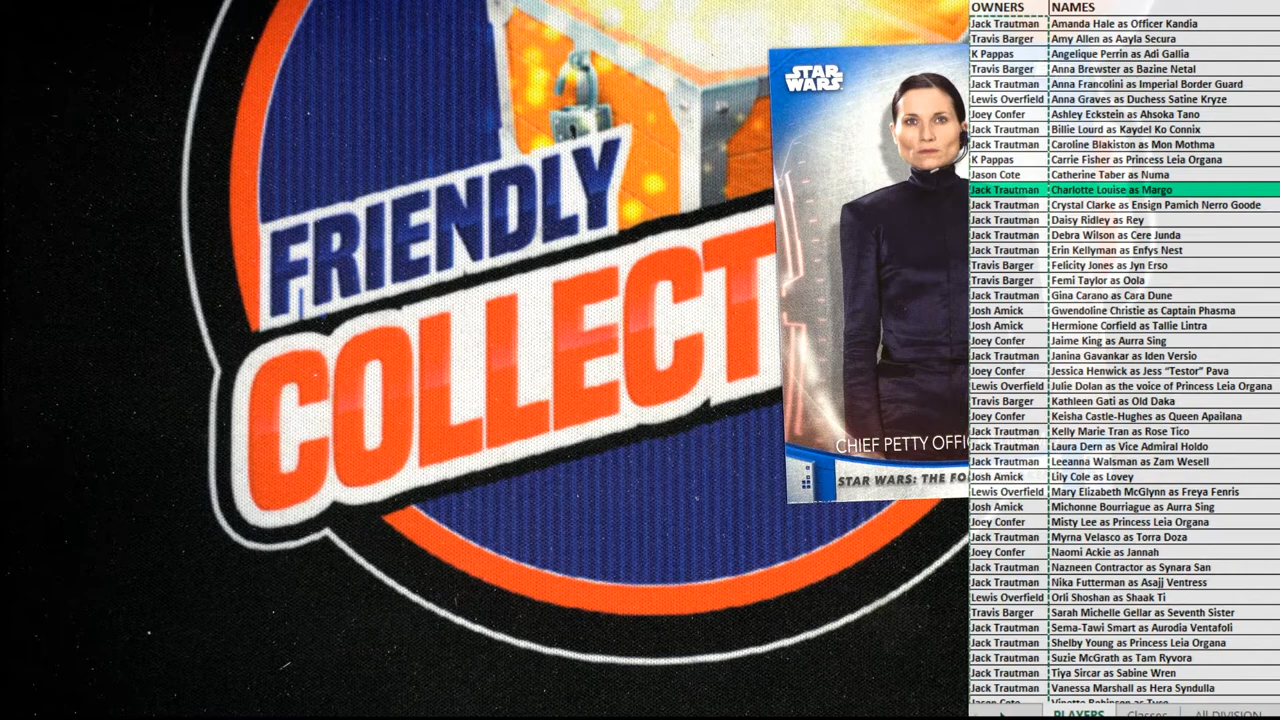 FRIENDLY
COLLECT
STAR
WARS
CHIEF PETTY OFFI
STAR WARS: THE FO
OWNERS NAMES
Jack Trautman Amanda Hale as Officer Kandia
Travis Barger Amy Allen as Aayla Secura
K Pappas Angelique Perrin as Adi Gallia
Travis Barger Anna Brewster as Bazine Netal
Jack Trautman Anna Francolini as Imperial Border Guard
Lewis Overfield Anna Graves as Duchess Satine Kryze
Joey Confer Ashley Eckstein as Ahsoka Tano
Jack Trautman Billie Lourd as Kaydel Ko Connix
Jack Trautman Caroline Blakiston as Mon Mothma
K Pappas Carrie Fisher as Princess Leia Organa
Jason Cote Catherine Taber as Numa
Jack Trautman Charlotte Louise as Margo
Jack Trautman Crystal Clarke as Ensign Pamich Nerro Goode
Jack Trautman Daisy Ridley as Rey
Jack Trautman Debra Wilson as Cere Junda
Jack Trautman Erin Kellyman as Enfys Nest
Travis Barger Felicity Jones as Jyn Erso
Travis Barger Femi Taylor as Oola
Jack Trautman Gina Carano as Cara Dune
Josh Amick Gwendoline Christie as Captain Phasma
Josh Amick Hermione Corfield as Tallie Lintra
Joey Confer Jaime King as Aurra Sing
Jack Trautman Janina Gavankar as Iden Versio
Joey Confer Jessica Henwick as Jess “Testor” Pava
Lewis Overfield Julie Dolan as the voice of Princess Leia Organa
Travis Barger Kathleen Gati as Old Daka
Joey Confer Keisha Castle-Hughes as Queen Apailana
Jack Trautman Kelly Marie Tran as Rose Tico
Jack Trautman Laura Dern as Vice Admiral Holdo
Jack Trautman Leeanna Walsman as Zam Wesell
Josh Amick Lily Cole as Lovey
Lewis Overfield Mary Elizabeth McGlynn as Freya Fenris
Josh Amick Michonne Bourriague as Aurra Sing
Joey Confer Misty Lee as Princess Leia Organa
Jack Trautman Myrna Velasco as Torra Doza
Joey Confer Naomi Ackie as Jannah
Jack Trautman Nazneen Contractor as Synara San
Jack Trautman Nika Futterman as Asajj Ventress
Lewis Overfield Orli Shoshan as Shaak Ti
Travis Barger Sarah Michelle Gellar as Seventh Sister
Jack Trautman Sema-Tawi Smart as Aurodia Ventafoli
Jack Trautman Shelby Young as Princess Leia Organa
Jack Trautman Suzie McGrath as Tam Ryvora
Jack Trautman Tiya Sircar as Sabine Wren
Jack Trautman Vanessa Marshall as Hera Syndulla
Jason Cote Vinette Robinson as Tyce
PLAYERS Classes All DIVISION